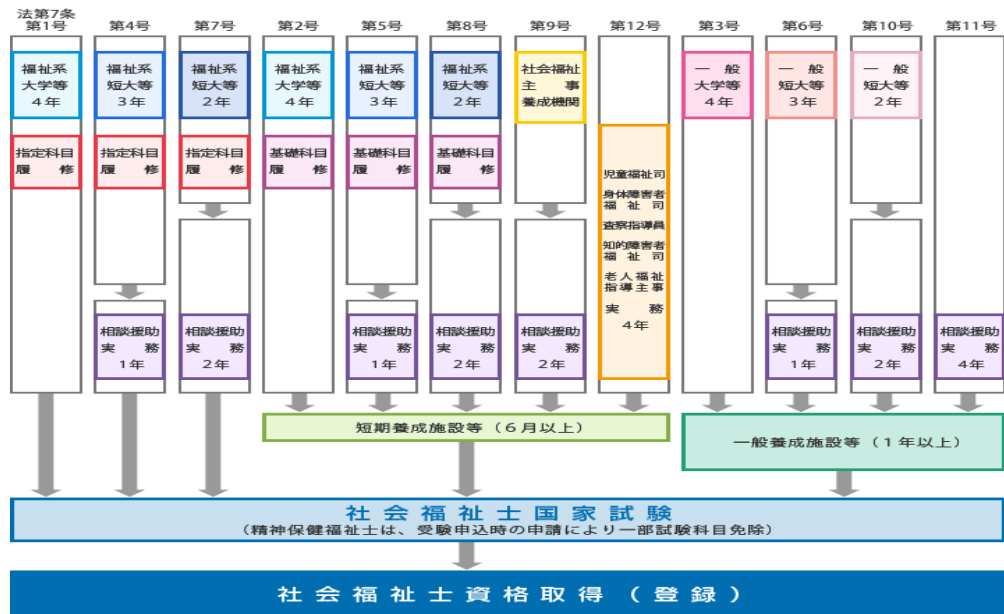 法第7条
第1号
第4号
第7号
第2号
第5号
第8号
第9号
第12号
第3号
第6号
第10号
第11号
福祉系
大学等
4年
福祉系
短大等
3年
福祉系
短大等
2年
福祉系
大学等
4年
福祉系
短大等
3年
福祉系
短大等
2年
社会福祉
主事
養成機関
一般
大学等
4年
一般
短大等
3年
一般
短大等
2年
指定科目
履修
指定科目
履修
指定科目
履修
基礎科目
履修
基礎科目
履修
基礎科目
履修
児童福祉司
身体障害者
福祉司
査察指導員
知的障害者
福祉司
老人福祉
指導主事
実務
4年
相談援助
実務
1年
相談援助
実務
2年
相談援助
実務
1年
相談援助
実務
2年
相談援助
実務
2年
相談援助
実務
1年
相談援助
実務
2年
相談援助
実務
4年
短期養成施設等(6月以上)
一般養成施設等(1年以上)
社会福祉士国家試験
(精神保健福祉士は、受験申込時の申請により一部試験科目免除)
社会福祉士資格取得(登録)